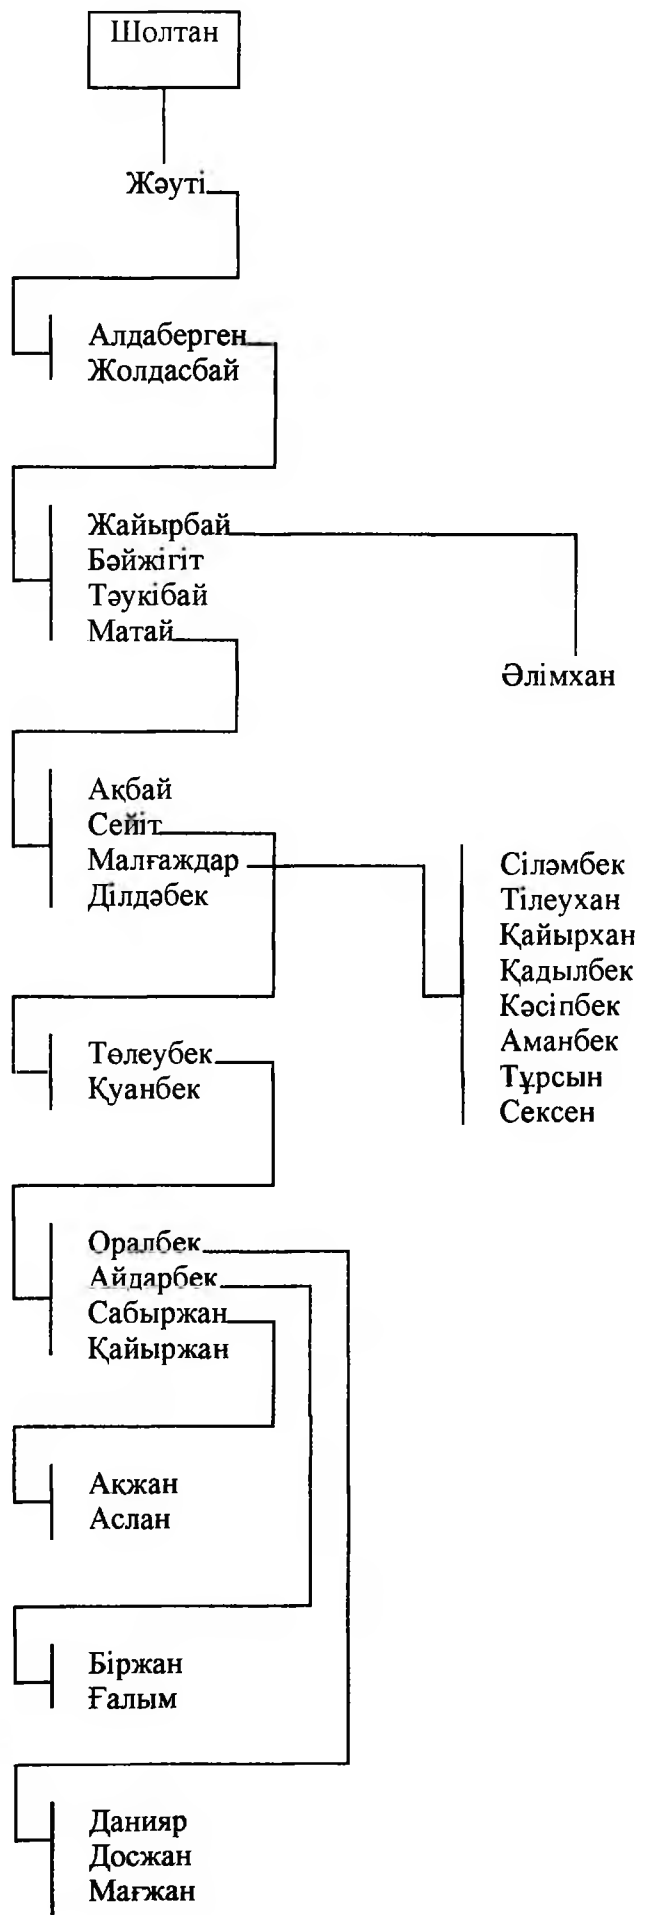 Шолтан
Жәуті
Алдаберген
Жолдасбай
Жайырбай
Бәйжігіт
Тәукібай
Матай
Әлімхан
Ақбай
Сейіт
Малғаждар
Ділдәбек
Сіләмбек
Тілеухан
Қайырхан
Қадылбек
Кәсіпбек
Аманбек
Тұрсын
Сексен
Төлеубек
Қуанбек
Оралбек
Айдарбек
Сабыржан
Қайыржан
Ақжан
Аслан
Біржан
Ғалым
Данияр
Досжан
Мағжан